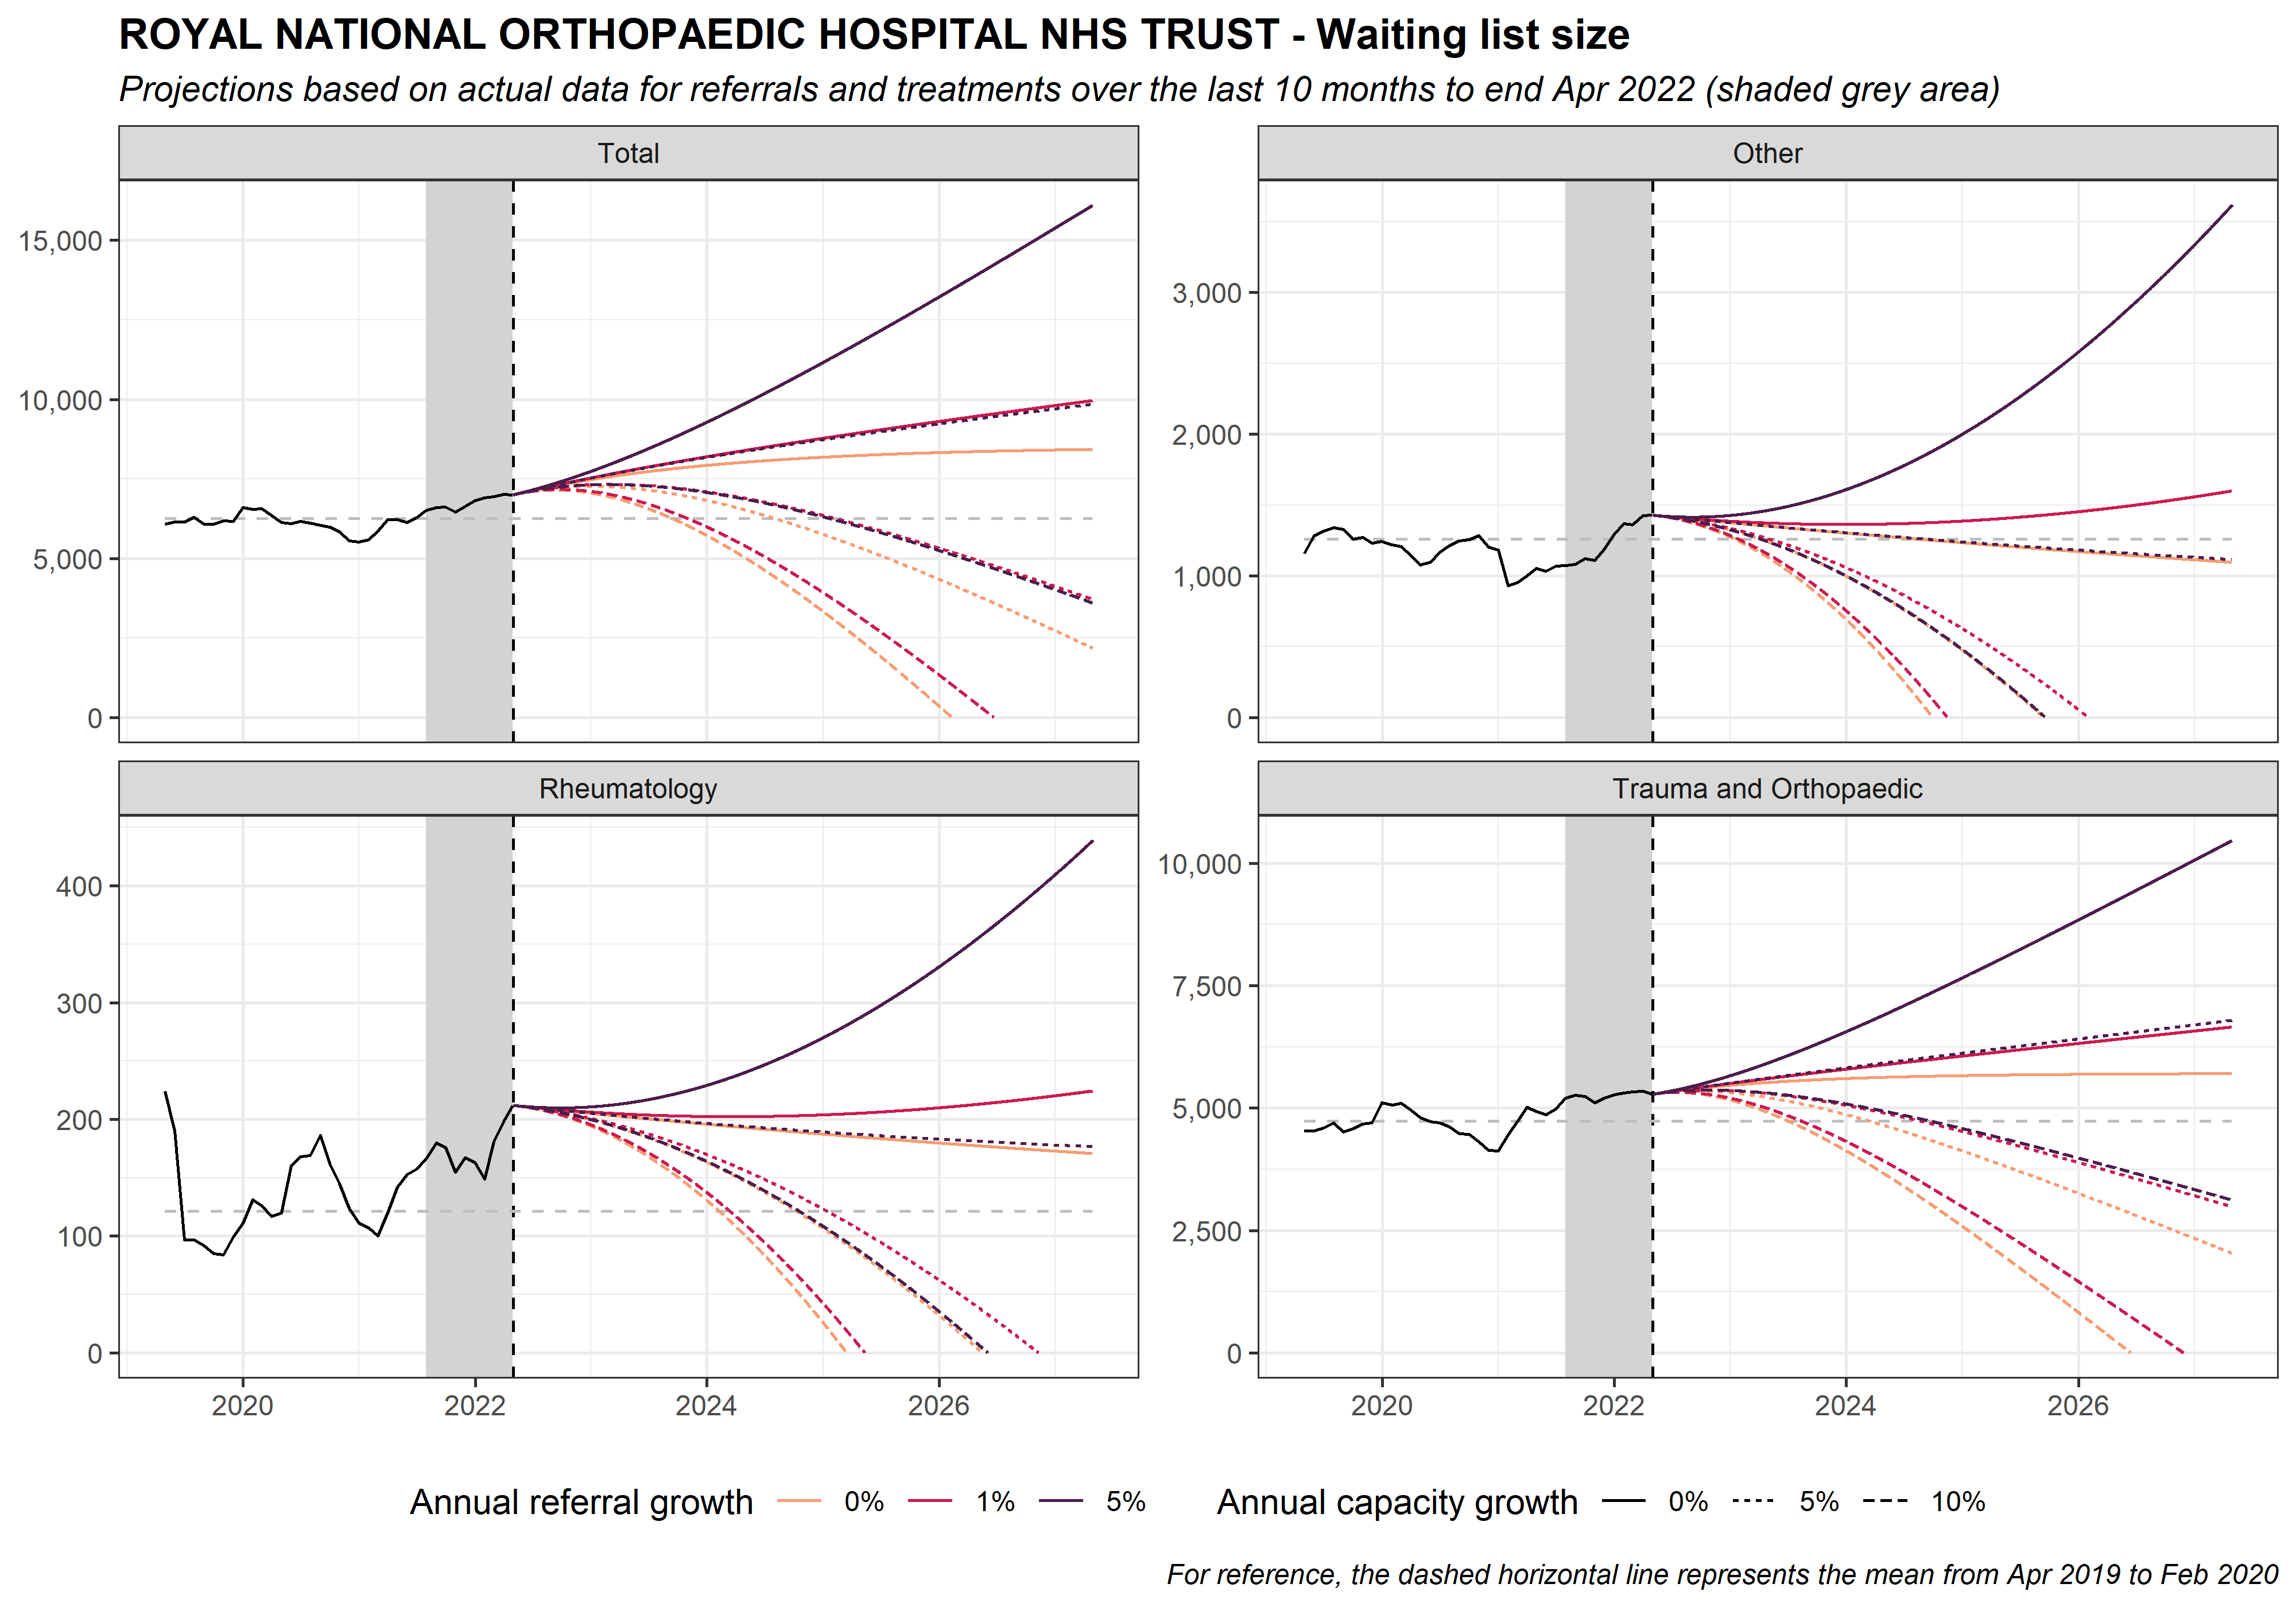 ROYAL NATIONAL ORTHOPAEDIC HOSPITAL NHS TRUST - Waiting list size
Projections based on actual data for referrals and treatments over the last 10 months to end Apr 2022 (shaded grey area)
Total
15,000
10,000
5,000
0
Other
3,000
2,000
1,000
0
Rheumatology
400
300
200
100
0
2020 2022 2024 2026
Trauma and Orthopaedic
10,000
7,500
5,000
2,500
0
2020 2022 2024 2026
Annual referral growth 0% 1% 5%
Annual capacity growth 0% 5% 10%
For reference, the dashed horizontal line represents the mean from Apr 2019 to Feb 2020